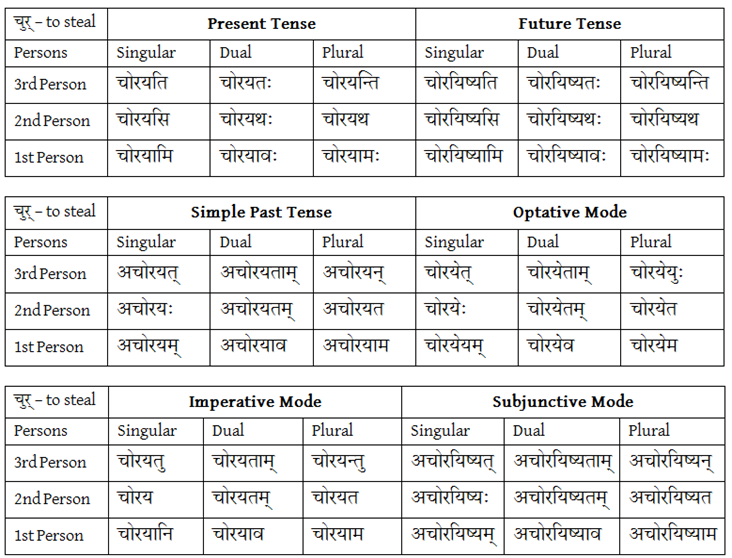 चुर् – to steal Present Tense Future Tense
Persons Singular Dual Plural Singular Dual Plural
3rd Person चोरयति चोरयतः चोरयन्ति चोरयिष्यति चोरयिष्यतः चोरयिष्यन्ति
2nd Person चोरयसि चोरयथः चोरयथ चोरयिष्यसि चोरयिष्यथः चोरयिष्यथ
1st Person चोरयामि चोरयावः चोरयामः चोरयिष्यामि चोरयिष्यावः चोरयिष्यामः
चुर् – to steal Simple Past Tense Optative Mode
Persons Singular Dual Plural Singular Dual Plural
3rd Person अचोरयत् अचोरयताम् अचोरयन् चोरयेत् चोरयेताम् चोरयेयुः
2nd Person अचोरयः अचोरयतम् अचोरयत चोरयेः चोरयेतम् चोरयेत
1st Person अचोरयम् अचोरयाव अचोरयाम चोरयेयम् चोरयेव चोरयेम
चुर् – to steal Imperative Mode Subjunctive Mode
Persons Singular Dual Plural Singular Dual Plural
3rd Person चोरयतु चोरयताम् चोरयन्तु अचोरयिष्यत् अचोरयिष्यताम् अचोरयिष्यन्
2nd Person चोरय चोरयतम् चोरयत अचोरयिष्यः अचोरयिष्यतम् अचोरयिष्यत
1st Person चोरयानि चोरयाव चोरयाम अचोरयिष्यम् अचोरयिष्याव अचोरयिष्याम